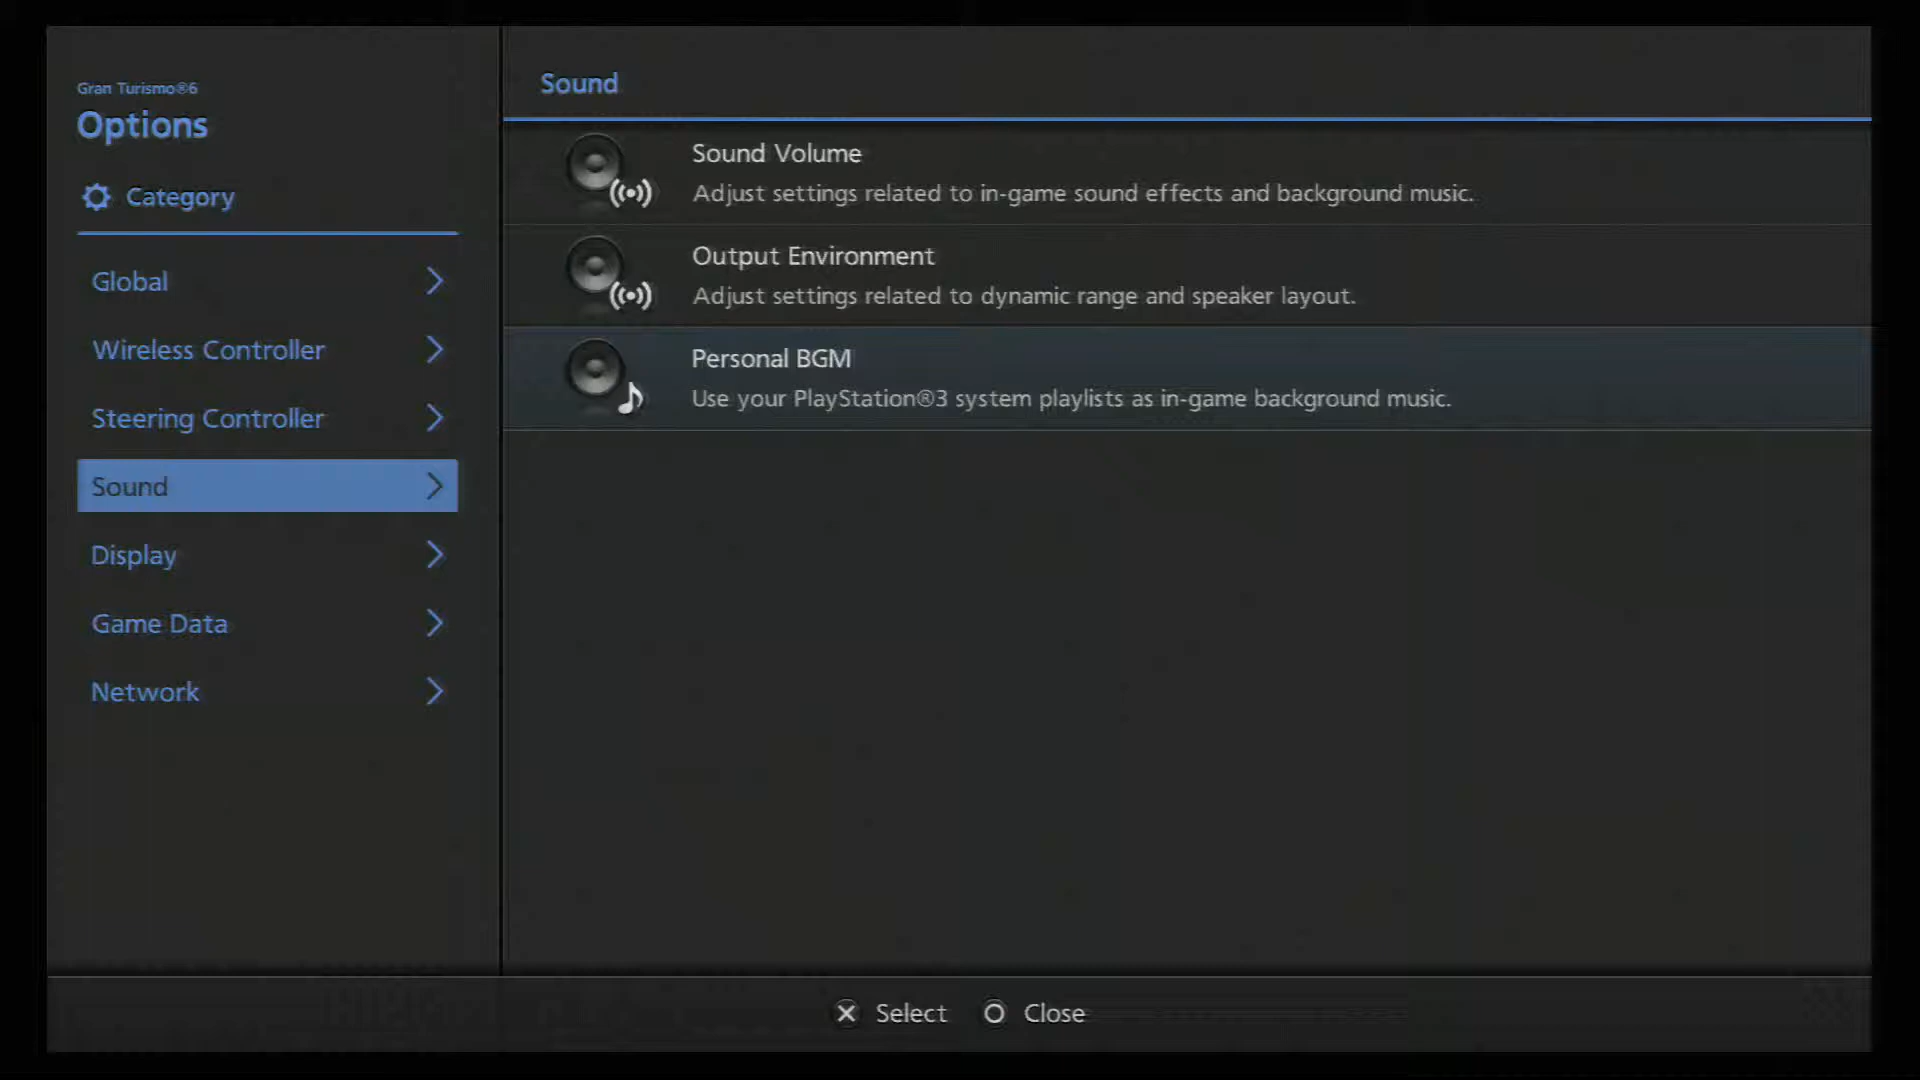 Gran Turismo®6
Options
Category
Global
Wireless Controller
Steering Controller
Sound
Display
Game Data
Network
Sound
Sound Volume
Adjust settings related to in-game sound effects and background music.
Output Environment
Adjust settings related to dynamic range and speaker layout.
Personal BGM
Use your PlayStation®3 system playlists as in-game background music.
Select Close